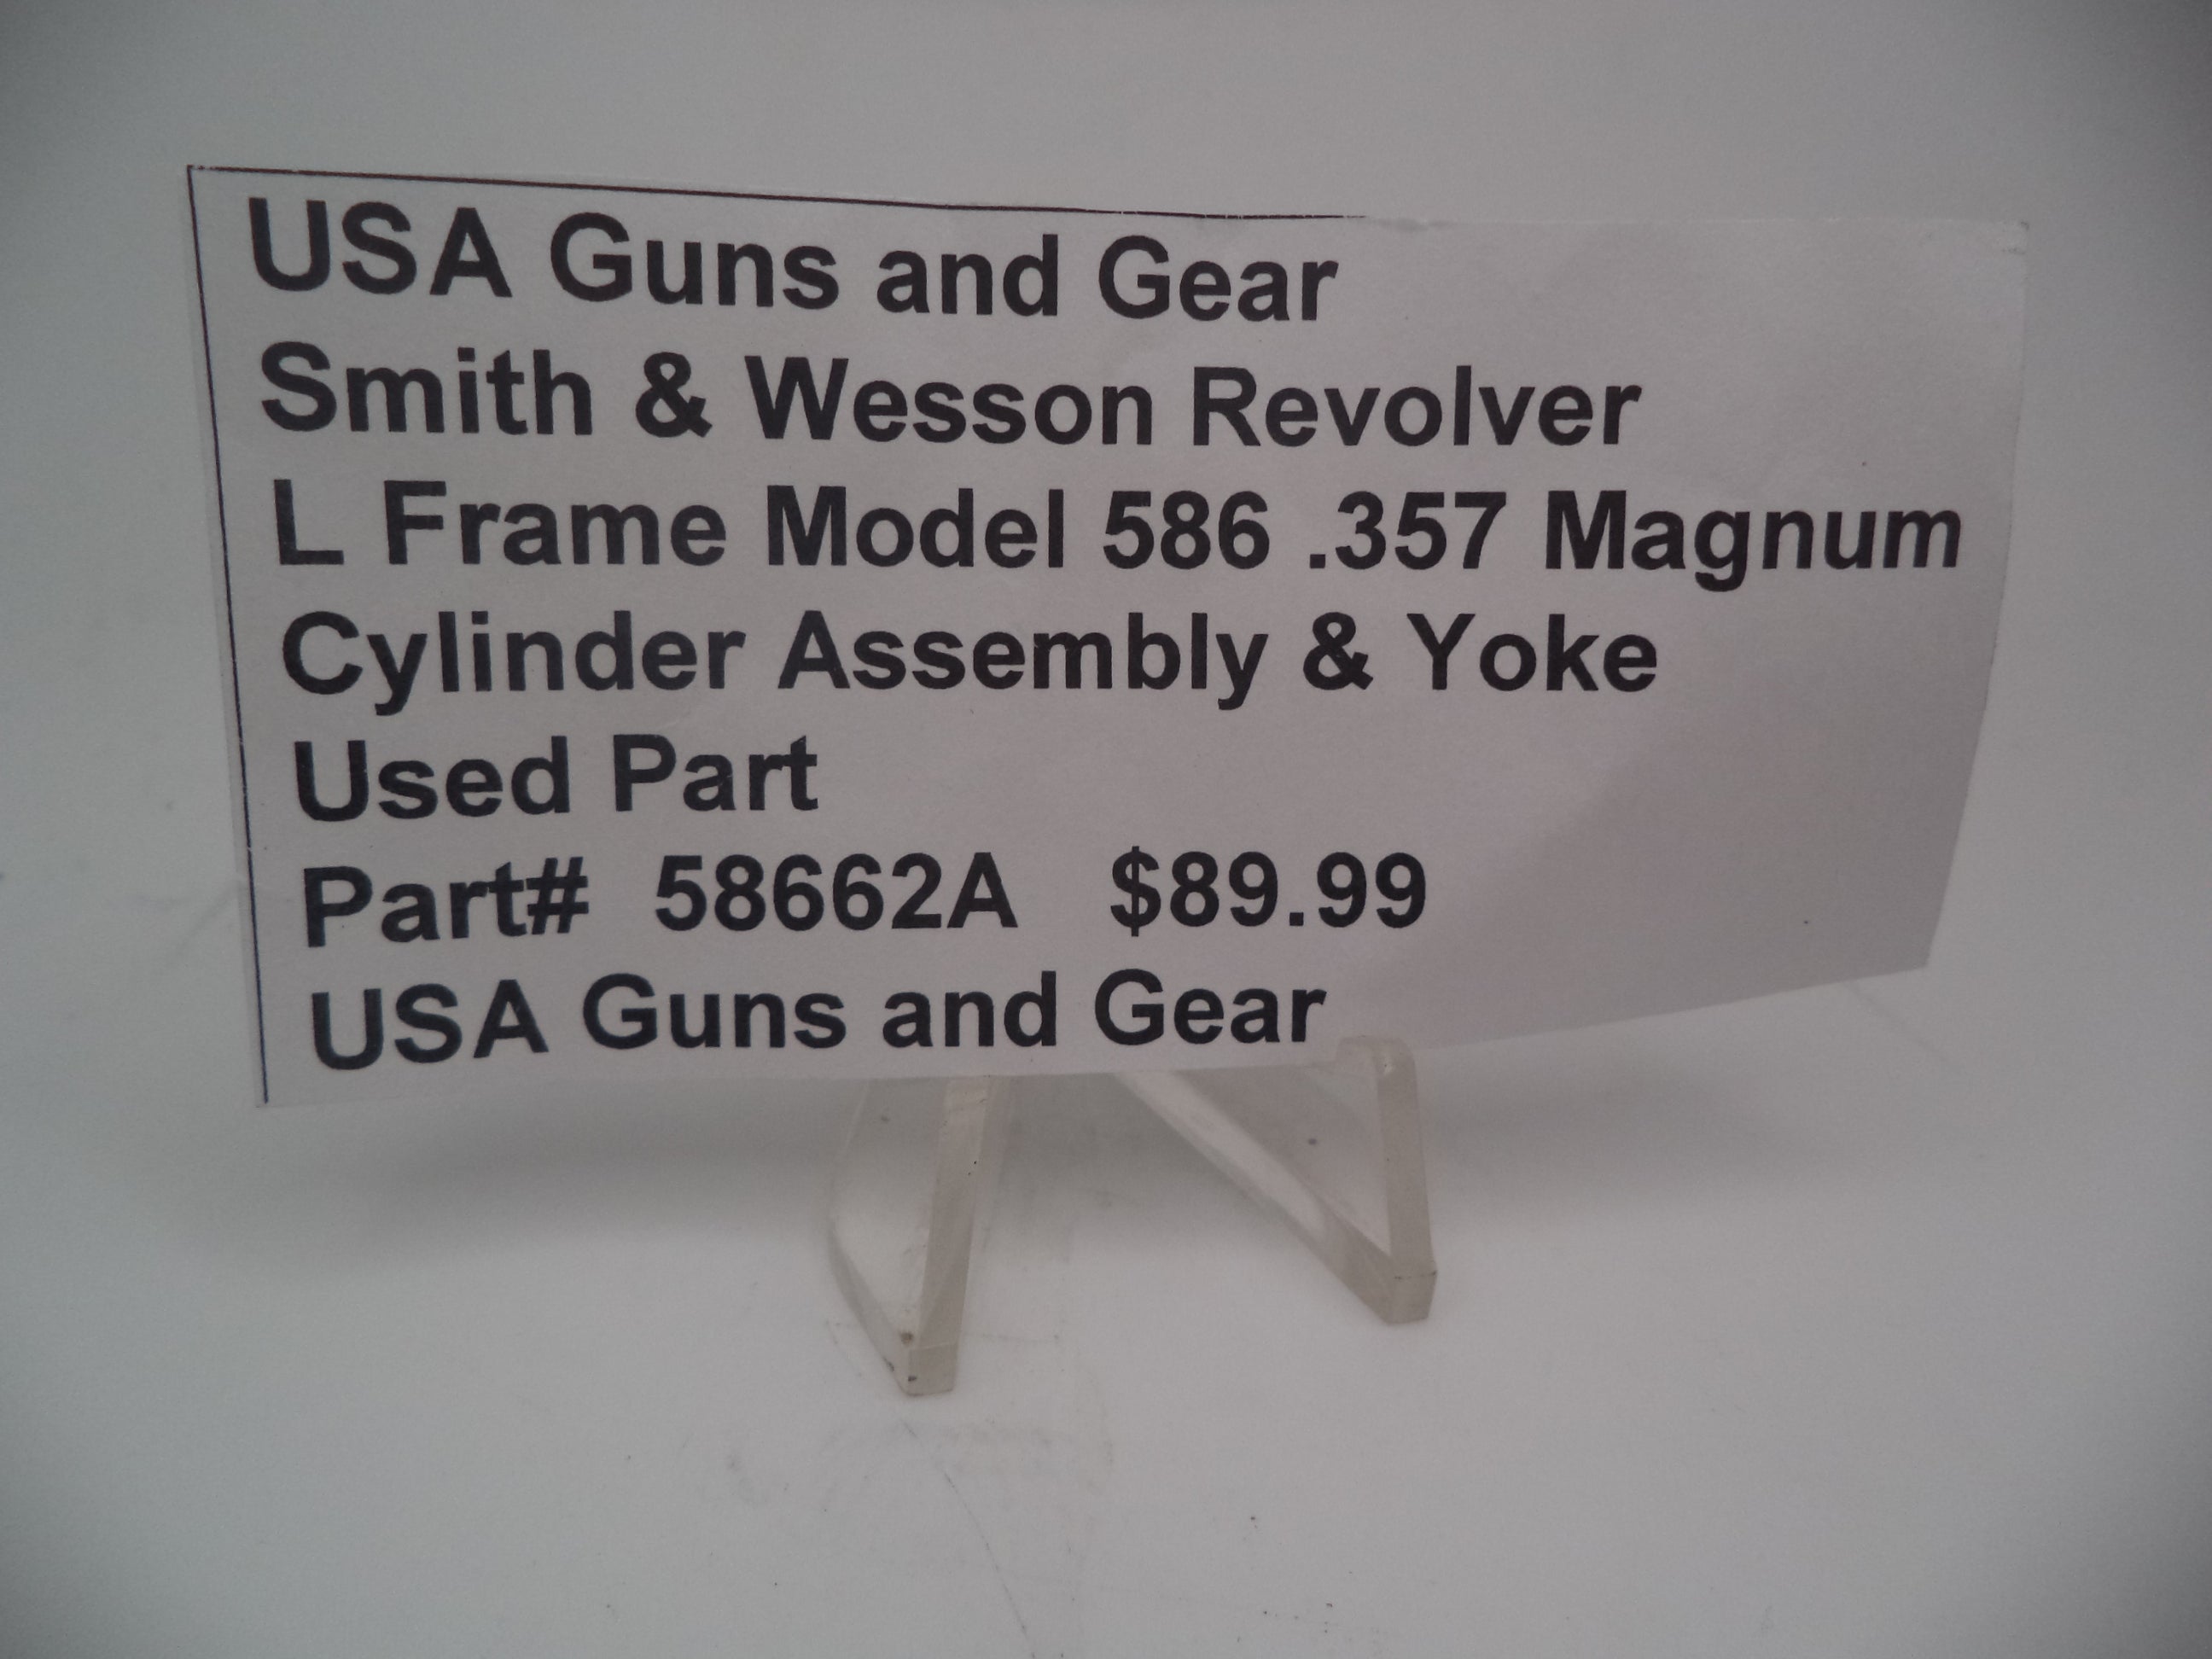 USA Guns and Gear
Smith & Wesson Revolver
L Frame Model 586 .357 Magnum
Cylinder Assembly & Yoke
Used Part
Part# 58662A $89.99
USA Guns and Gear